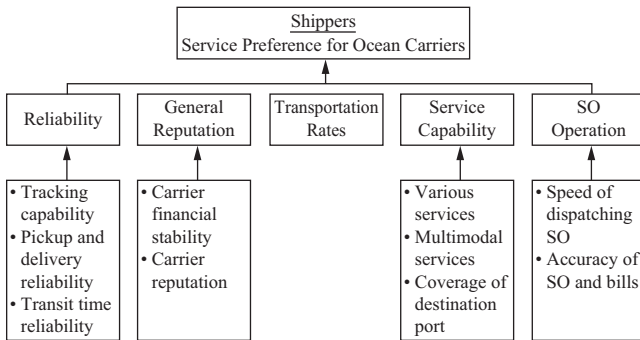 Shippers
Service Preference for Ocean Carriers
Reliability
General
Reputation
Transportation
Rates
Service
Capability
SO
Operation
• Tracking
capability
• Pickup and
delivery
reliability
• Transit time
reliability
• Carrier
financial
stability
• Carrier
reputation
• Various
services
• Multimodal
services
• Coverage of
destination
port
• Speed of
dispatching
SO
• Accuracy of
SO and bills